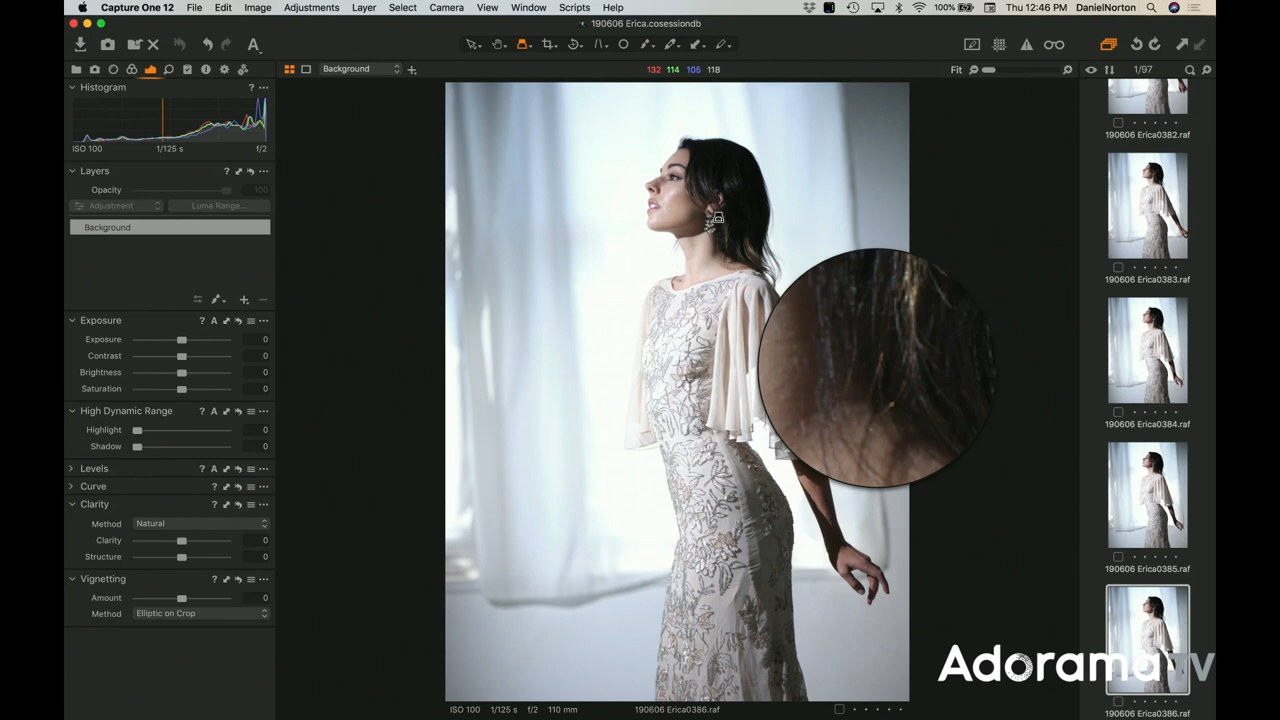 Capture One 12 File Edit Image Adjustments Layer Select Camera View Window Scripts Help 100% Thu 12:46 PM DanielNorton
190606 Erica.cosessiondb
A
Background
132 114 105 118
Fit
1/97
Histogram ?
ISO 100 1/125 s f/2
Layers ?
Opacity 100
Adjustment Luma Range...
Background
Exposure ? A
Exposure 0
Contrast 0
Brightness 0
Saturation 0
High Dynamic Range ? A
Highlight 0
Shadow 0
Levels ? A
Curve ? A
Clarity ?
Method Natural
Clarity 0
Structure 0
Vignetting ?
Amount 0
Method Elliptic on Crop
ISO 100 1/125 s f/2 110 mm 190606 Erica0386.raf
190606 Erica0382.raf
190606 Erica0383.raf
190606 Erica0384.raf
190606 Erica0385.raf
190606 Erica0386.raf
Adorama TV